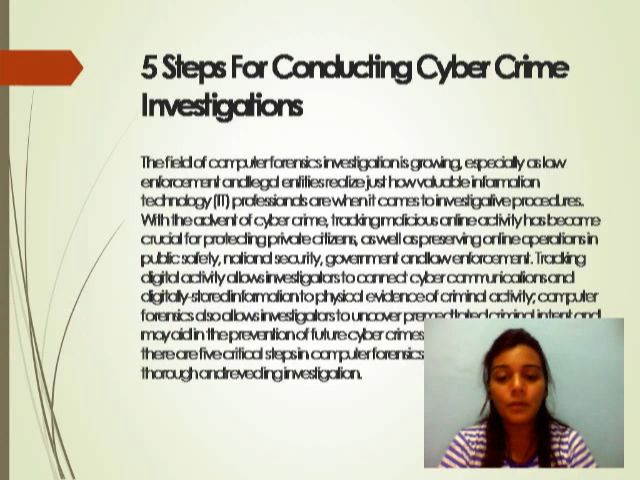 5 Steps For Conducting Cyber Crime
Investigations
The field of computer forensics investigation is growing, especially as law
enforcement and legal entities realize just how valuable information
technology (IT) professionals are when it comes to investigative procedures.
With the advent of cyber crime, tracking malicious online activity has become
crucial for protecting private citizens, as well as preserving online operations in
public safety, national security, government and law enforcement. Tracking
digital activity allows investigators to connect cyber communications and
digitally-stored information to physical evidence of criminal activity; computer
forensics also allows investigators to uncover premeditated criminal intent and
may aid in the prevention of future cyber crimes
there are five critical steps in computer forensics
thorough and revealing investigation.